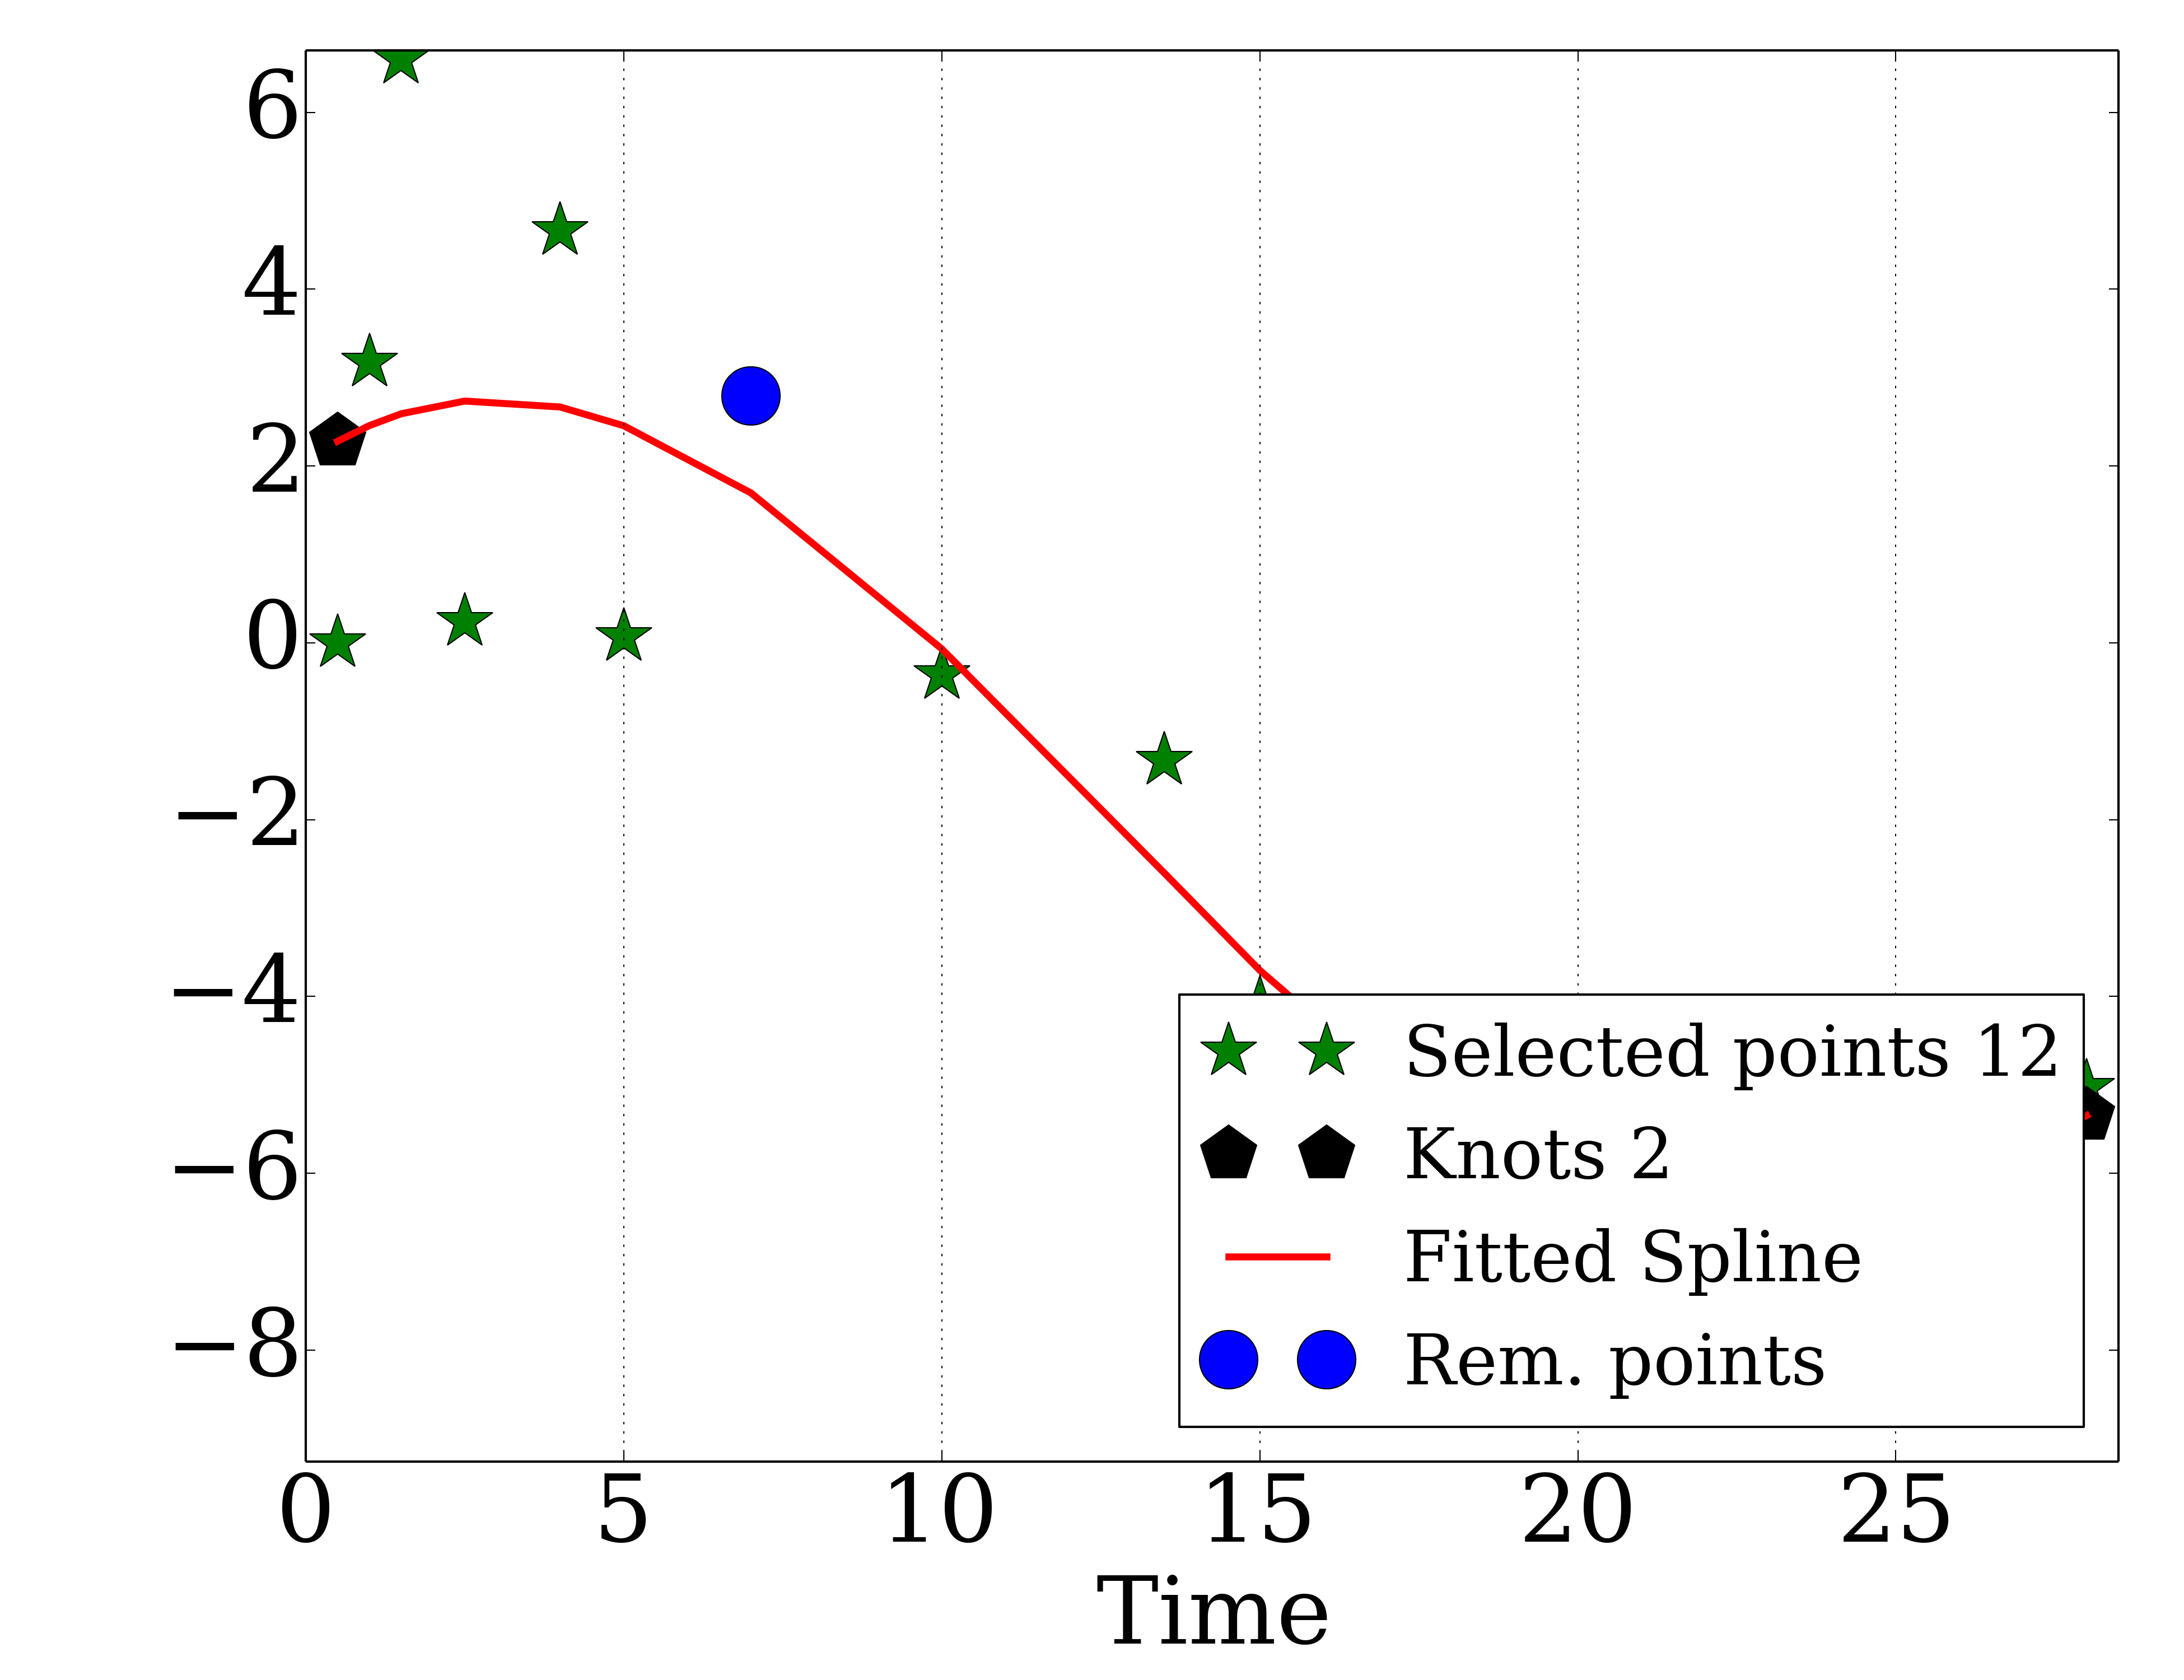 6
4
2
0
−2
−4
−6
−8
Selected points 12
Knots 2
Fitted Spline
Rem. points
0 5 10 15 20 25
Time